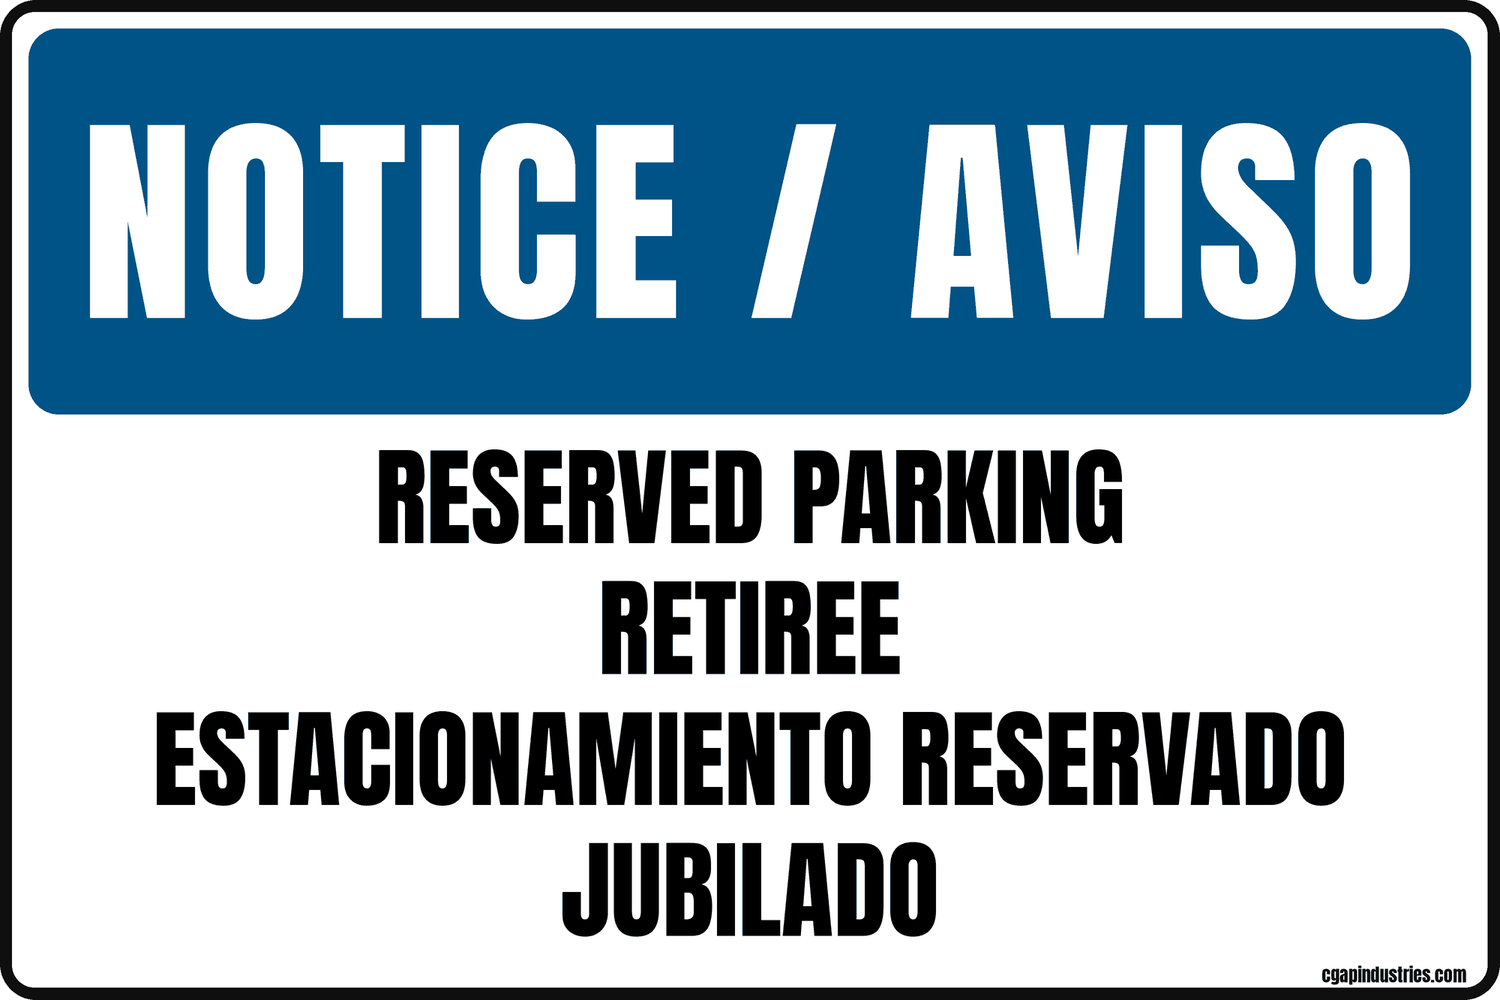 NOTICE / AVISO
RESERVED PARKING
RETIREE
ESTACIONAMIENTO RESERVADO
JUBILADO
cgapindustries.com